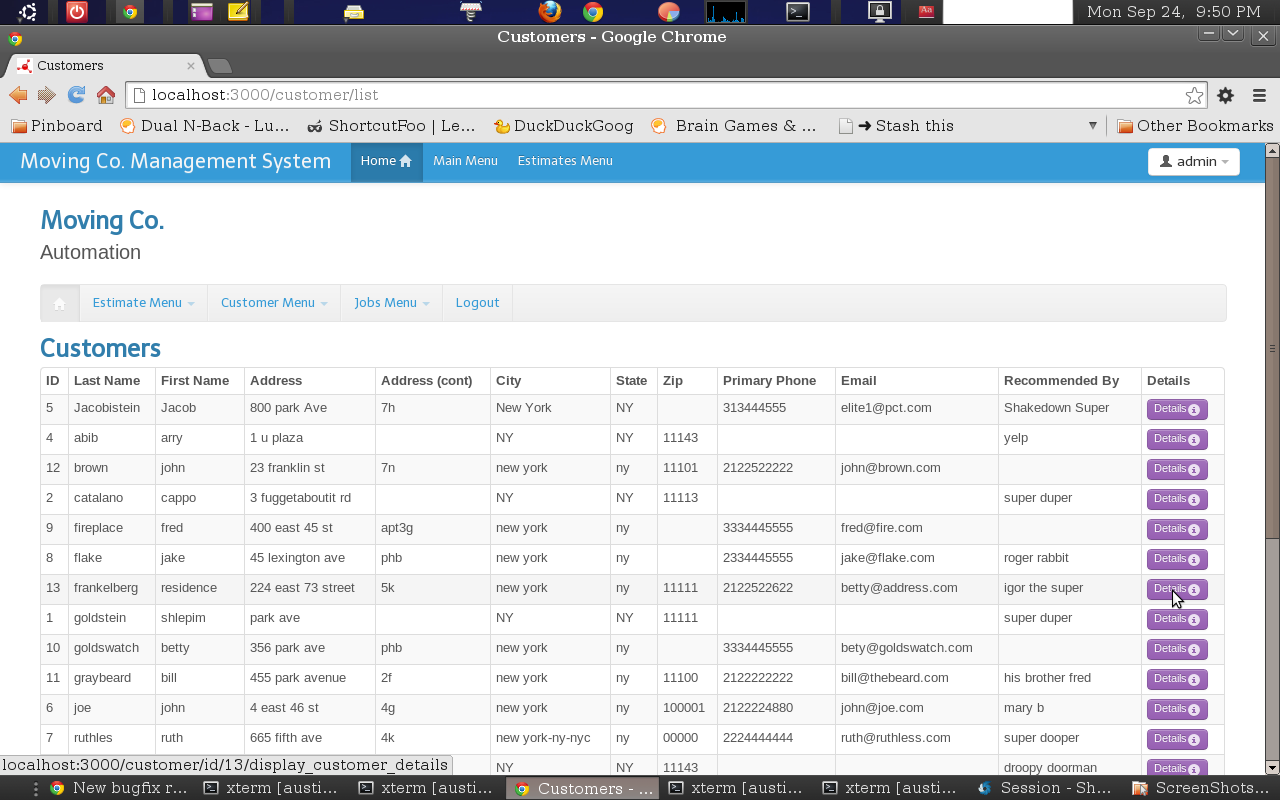 Aa
Mon Sep 24, 9:50 PM
Customers - Google Chrome
Customers
localhost:3000/customer/list
Pinboard Dual N-Back - Lu... ShortcutFoo | Le... DuckDuckGoog Brain Games & ... ➜ Stash this Other Bookmarks
Moving Co. Management System Home Main Menu Estimates Menu admin
Moving Co.
Automation
Estimate Menu Customer Menu Jobs Menu Logout
Customers
ID Last Name First Name Address Address (cont) City State Zip Primary Phone Email Recommended By Details
5 Jacobistein Jacob 800 park Ave 7h New York NY 313444555 elite1@pct.com Shakedown Super Details
4 abib arry 1 u plaza NY NY 11143 yelp Details
12 brown john 23 franklin st 7n new york ny 11101 2122522222 john@brown.com Details
2 catalano cappo 3 fuggetaboutit rd NY NY 11113 super duper Details
9 fireplace fred 400 east 45 st apt3g new york ny 3334445555 fred@fire.com Details
8 flake jake 45 lexington ave phb new york ny 2334445555 jake@flake.com roger rabbit Details
13 frankelberg residence 224 east 73 street 5k new york ny 11111 2122522622 betty@address.com igor the super Details
1 goldstein shlepim park ave NY NY 11111 super duper Details
10 goldswatch betty 356 park ave phb new york ny 3334445555 bety@goldswatch.com Details
11 graybeard bill 455 park avenue 2f new york ny 11100 2122222222 bill@thebeard.com his brother fred Details
6 joe john 4 east 46 st 4g new york ny 100001 2122224880 john@joe.com mary b Details
7 ruthles ruth 665 fifth ave 4k new york-ny-nyc ny 00000 2224444444 ruth@ruthless.com super dooper Details
NY NY 11143 droopy doorman Details
localhost:3000/customer/id/13/display_customer_details
New bugfix r... xterm [austi... xterm [austi... Customers - ... xterm [austi... xterm [austi... Session - Sh... ScreenShots...